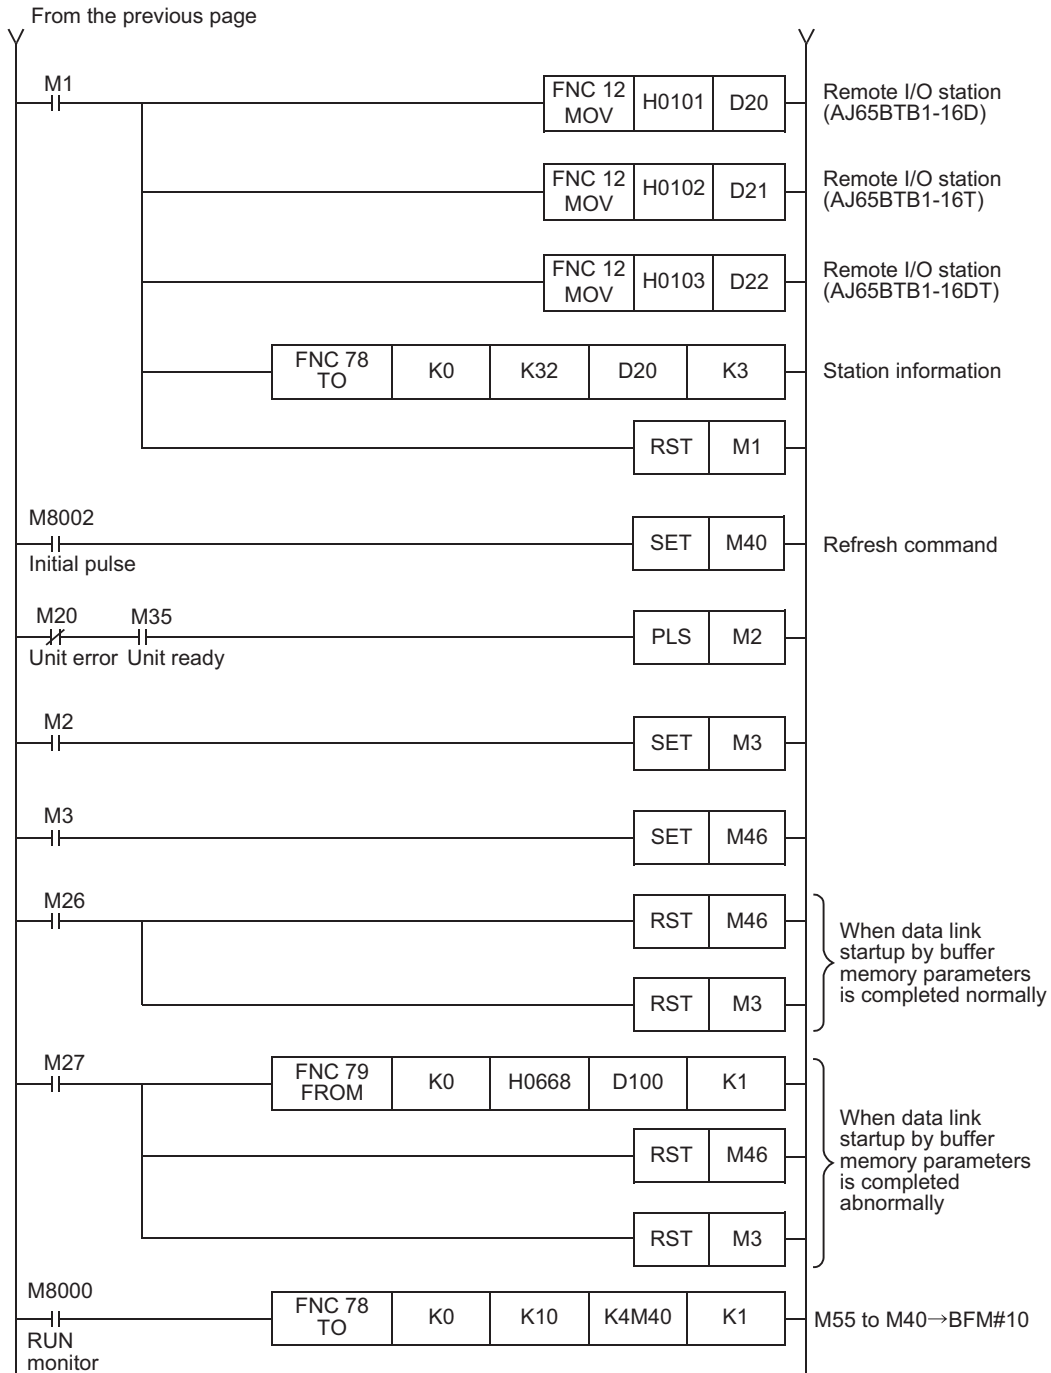 From the previous page
M1
FNC 12
MOV
H0101
D20
Remote I/O station
(AJ65BTB1-16D)
FNC 12
MOV
H0102
D21
Remote I/O station
(AJ65BTB1-16T)
FNC 12
MOV
H0103
D22
Remote I/O station
(AJ65BTB1-16DT)
FNC 78
TO
K0
K32
D20
K3
Station information
RST
M1
M8002
Initial pulse
SET
M40
Refresh command
M20
Unit error
M35
Unit ready
PLS
M2
M2
SET
M3
M3
SET
M46
M26
RST
M46
RST
M3
When data link
startup by buffer
memory parameters
is completed normally
M27
FNC 79
FROM
K0
H0668
D100
K1
RST
M46
RST
M3
When data link
startup by buffer
memory parameters
is completed
abnormally
M8000
RUN
monitor
FNC 78
TO
K0
K10
K4M40
K1
M55 to M40→BFM#10